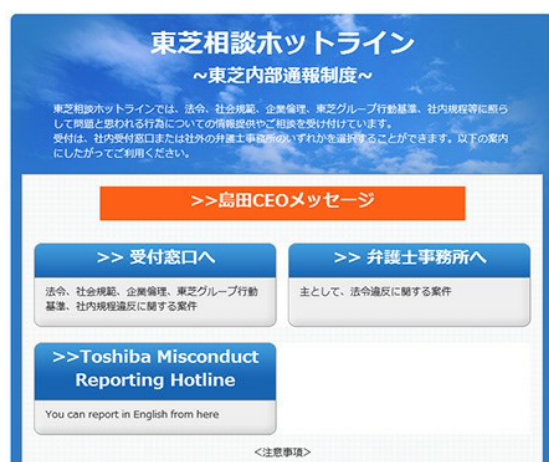 東芝相談ホットライン
~東芝内部通報制度~
東芝相談ホットラインでは、法令、社会規範、企業倫理、東芝グループ行動基準、社内規程等に照ら
して問題と思われる行為についての情報提供やご相談を受け付けています。
受付は、社内受付窓口または社外の弁護士事務所のいずれかを選択することができます。以下の案内
にしたがってご利用ください。
>>島田CEOメッセージ
>> 受付窓口へ
法令、社会規範、企業倫理、東芝グループ行動
基準、社内規程違反に関する案件
>> 弁護士事務所へ
主として、法令違反に関する案件
>>Toshiba Misconduct
Reporting Hotline
You can report in English from here
<注意事項>